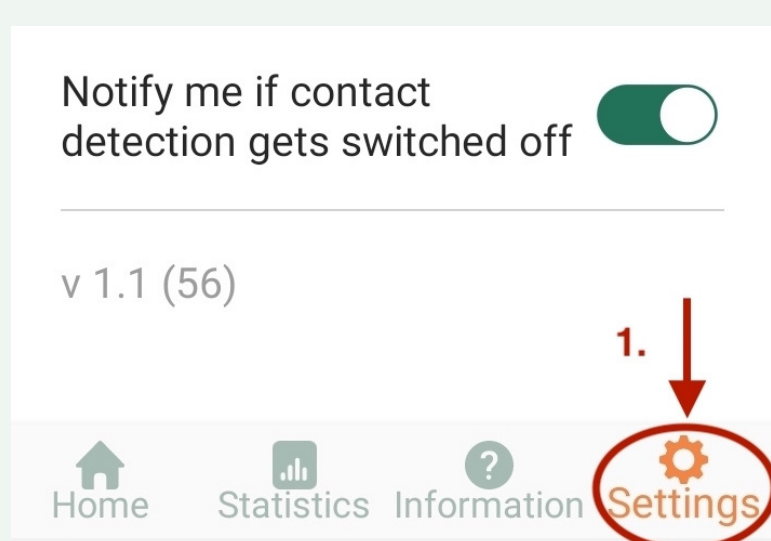 Notify me if contact
detection gets switched off
v 1.1 (56)
1.
?
Home Statistics Information Settings